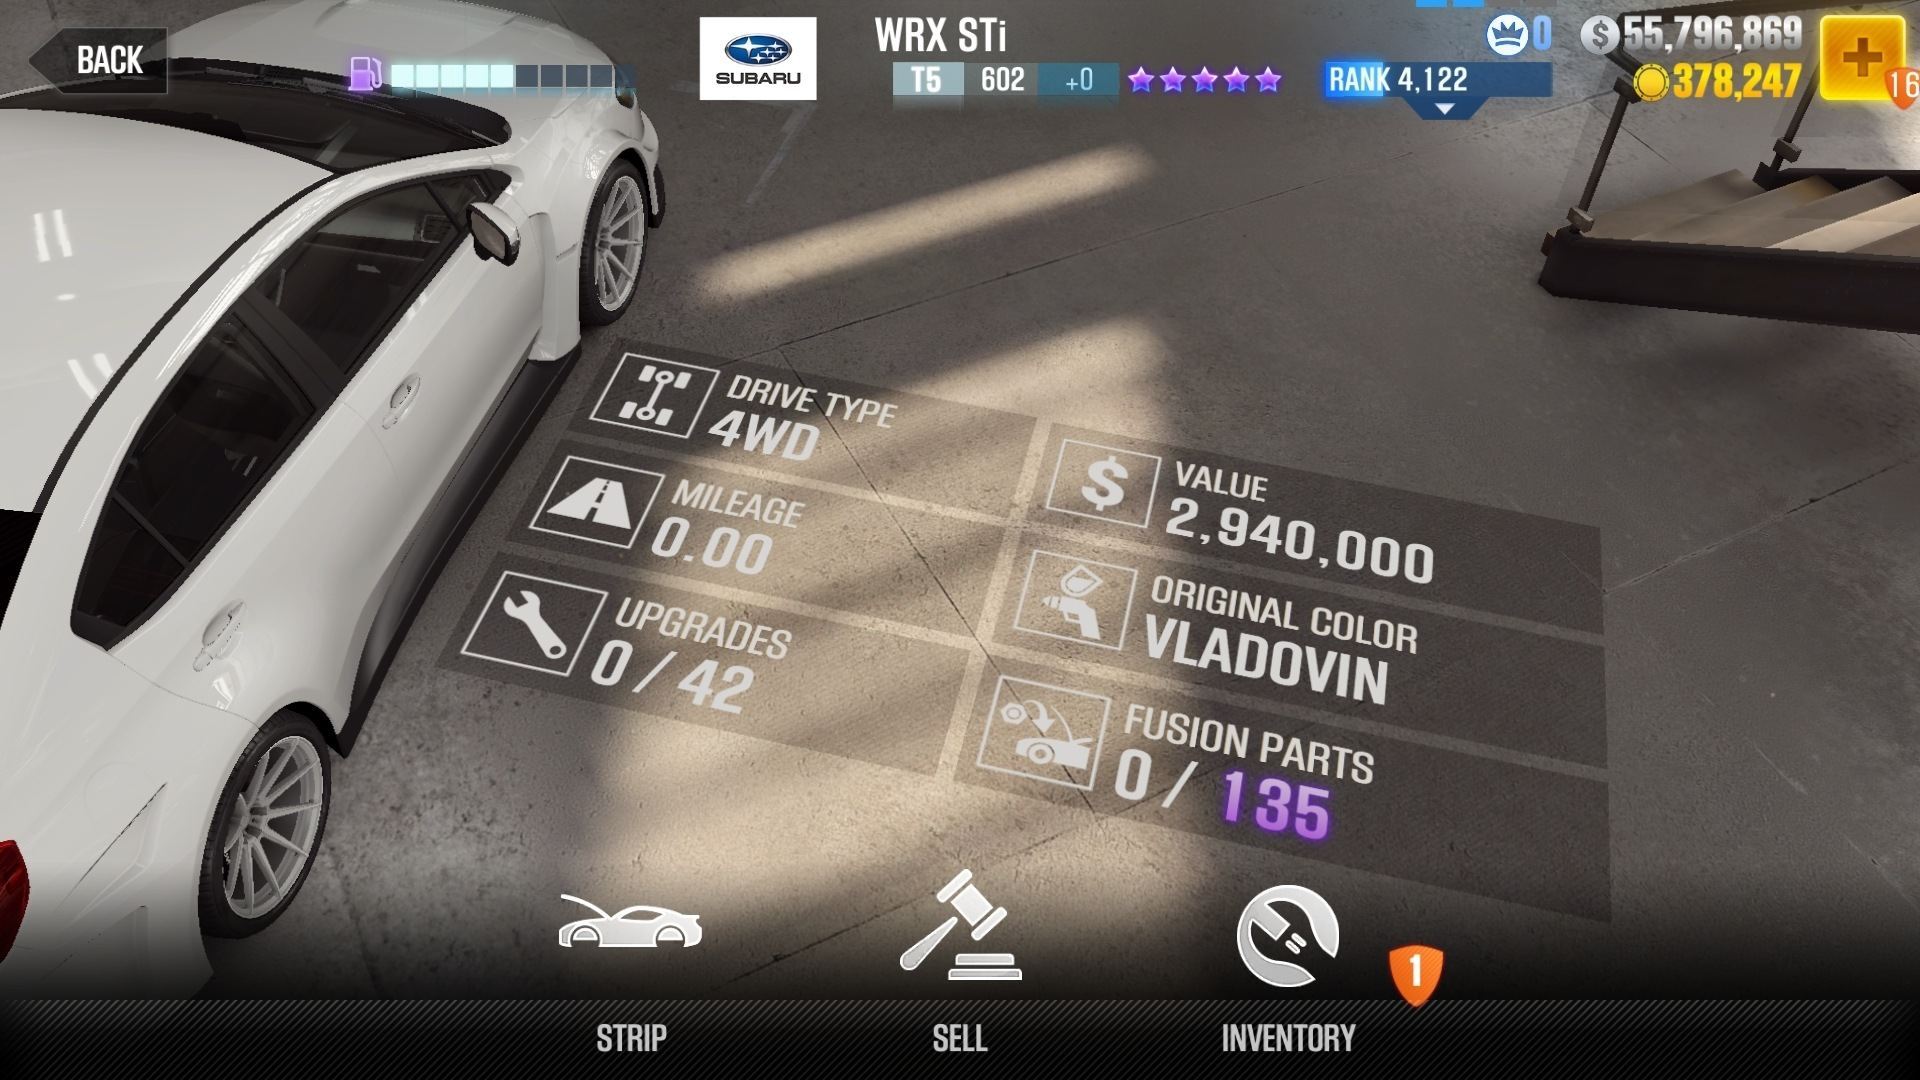 BACK
SUBARU
WRX STi
T5 602 +0
RANK 4,122
0
55,796,869
378,247
16
DRIVE TYPE
4WD
MILEAGE
0.00
UPGRADES
0 / 42
VALUE
2,940,000
ORIGINAL COLOR
VLADOVIN
FUSION PARTS
0 / 135
STRIP
SELL
INVENTORY
1